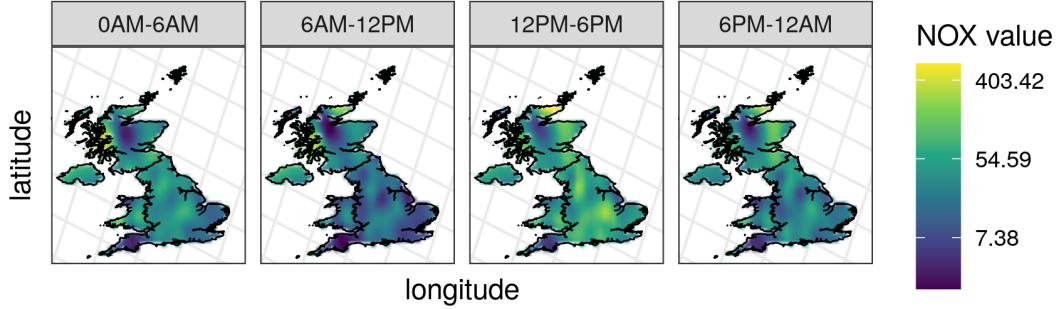 0AM-6AM
6AM-12PM
12PM-6PM
6PM-12AM
NOX value
403.42
54.59
7.38
latitude
longitude